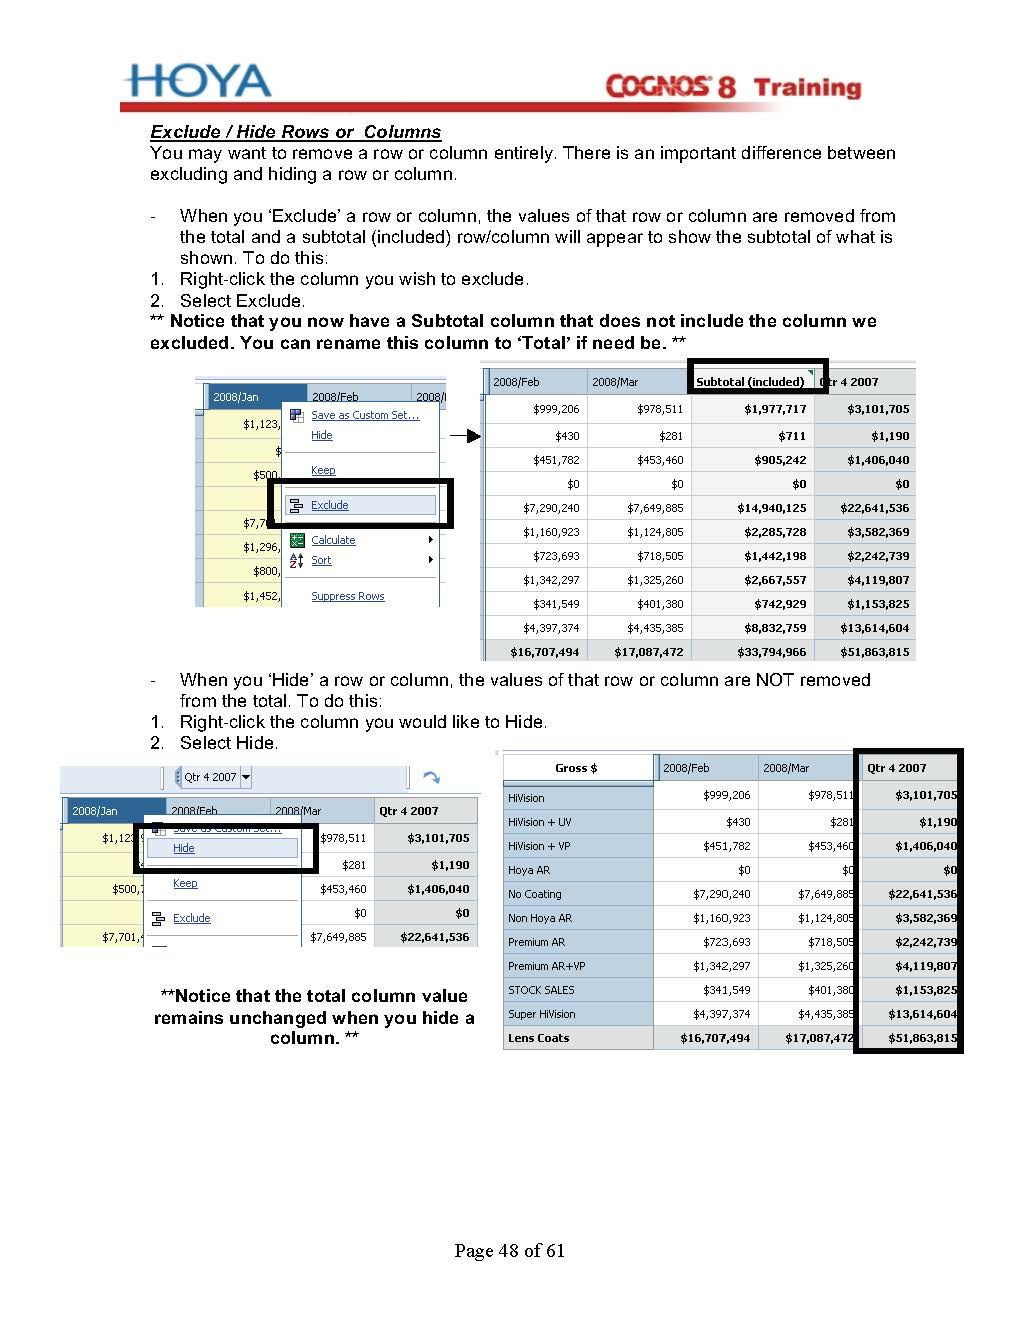 HOYA
COGNOS 8 Training
Exclude / Hide Rows or Columns
You may want to remove a row or column entirely. There is an important difference between
excluding and hiding a row or column.
- When you ‘Exclude’ a row or column, the values of that row or column are removed from
the total and a subtotal (included) row/column will appear to show the subtotal of what is
shown. To do this:
1. Right-click the column you wish to exclude.
2. Select Exclude.
** Notice that you now have a Subtotal column that does not include the column we
excluded. You can rename this column to ‘Total’ if need be. **
2008/Jan 2008/Feb
$1,123,
Save as Custom Set...
Hide
$
Keep
$500,
Exclude
$1,296,
Calculate
Sort
$800,
$1,452,
Suppress Rows
2008/Feb 2008/Mar Subtotal (included) Qtr 4 2007
$999,206 $978,511 $1,977,717 $3,101,705
$430 $281 $711 $1,190
$451,782 $453,460 $905,242 $1,406,040
$0 $0 $0 $0
$7,290,240 $7,649,885 $14,940,125 $22,641,536
$1,160,923 $1,124,805 $2,285,728 $3,582,369
$723,693 $718,505 $1,442,198 $2,242,739
$1,342,297 $1,325,260 $2,667,557 $4,119,807
$341,549 $401,380 $742,929 $1,153,825
$4,397,374 $4,435,385 $8,832,759 $13,614,604
$16,707,494 $17,087,472 $33,794,966 $51,863,815
- When you ‘Hide’ a row or column, the values of that row or column are NOT removed
from the total. To do this:
1. Right-click the column you would like to Hide.
2. Select Hide.
Qtr 4 2007
2008/Jan 2008/Feb 2008/Mar Qtr 4 2007
Save as Custom Set...
$978,511 $3,101,705
Hide
$281 $1,190
Keep
$453,460 $1,406,040
Exclude
$0 $0
$7,649,885 $22,641,536
**Notice that the total column value
remains unchanged when you hide a
column. **
Gross $ 2008/Feb 2008/Mar Qtr 4 2007
HiVision $999,206 $978,511 $3,101,705
HiVision + UV $430 $281 $1,190
HiVision + VP $451,782 $453,460 $1,406,040
Hoya AR $0 $0 $0
No Coating $7,290,240 $7,649,885 $22,641,536
Non Hoya AR $1,160,923 $1,124,805 $3,582,369
Premium AR $723,693 $718,505 $2,242,739
Premium AR+VP $1,342,297 $1,325,260 $4,119,807
STOCK SALES $341,549 $401,380 $1,153,825
Super HiVision $4,397,374 $4,435,385 $13,614,604
Lens Coats $16,707,494 $17,087,472 $51,863,815
Page 48 of 61